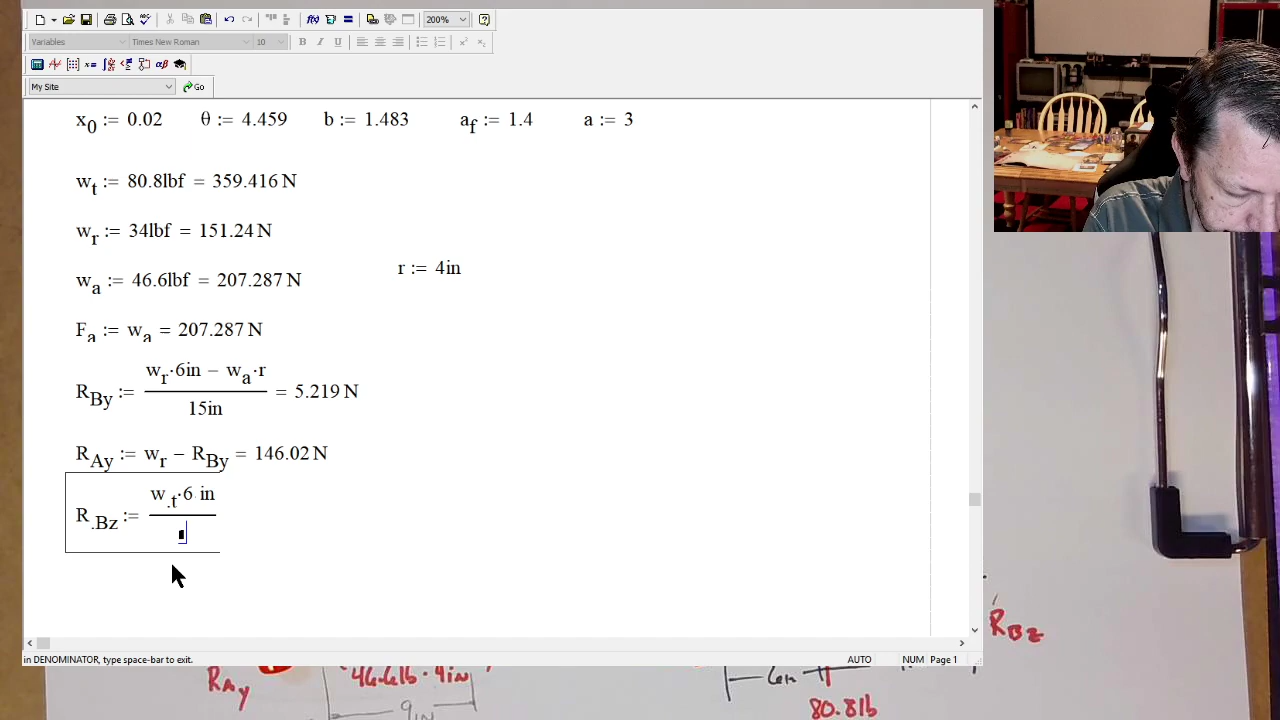 200%
Variables Times New Roman 10 B I U
My Site Go
x0 := 0.02 θ := 4.459 b := 1.483 af := 1.4 a := 3
wt := 80.8lbf = 359.416 N
wr := 34lbf = 151.24 N
r := 4in
wa := 46.6lbf = 207.287 N
Fa := wa = 207.287 N
RBy := wr·6in − wa·r / 15in = 5.219 N
RAy := wr − RBy = 146.02 N
R.Bz := w.t·6 in
in DENOMINATOR, type space-bar to exit. AUTO NUM Page 1
RBz
RAy
46.6lb · 4in
9in
6in
80.8lb